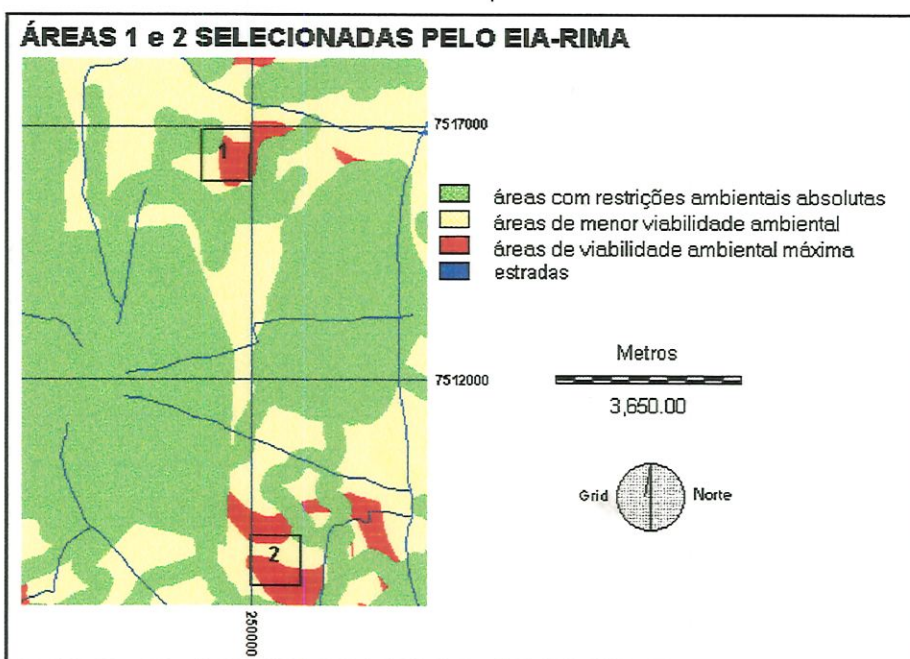 ÁREAS 1 e 2 SELECIONADAS PELO EIA-RIMA
1
7517000
áreas com restrições ambientais absolutas
áreas de menor viabilidade ambiental
áreas de viabilidade ambiental máxima
estradas
Metros
7512000
3,650.00
Grid
Norte
2
250000